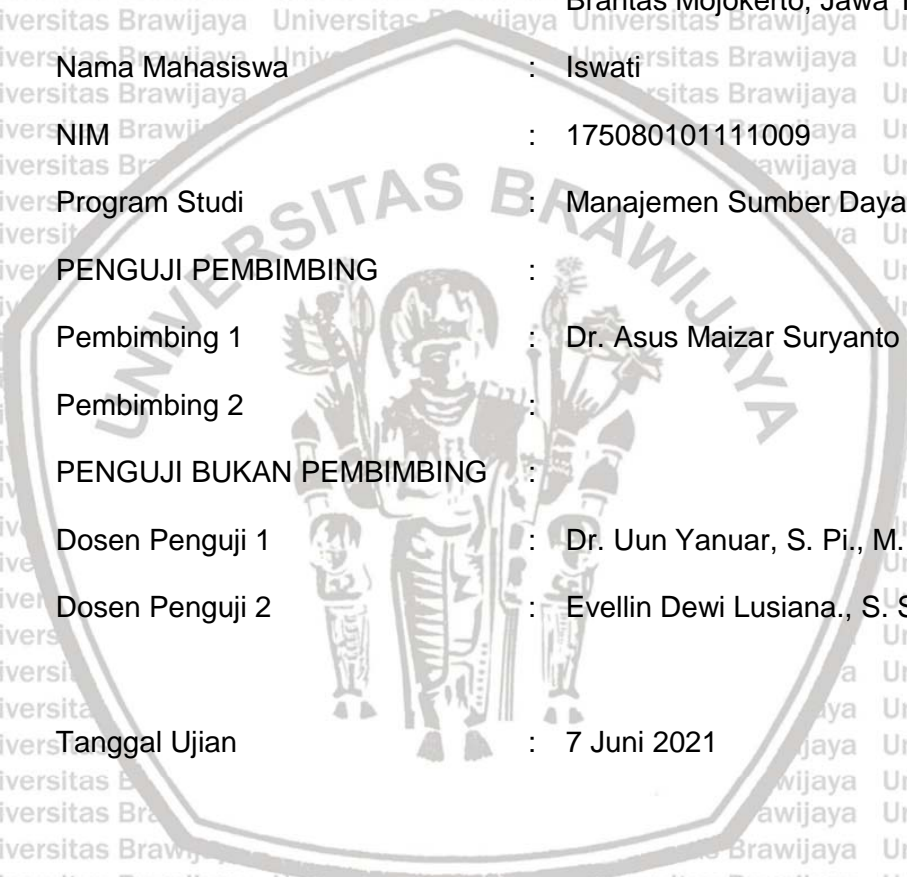 Brantas Mojokerto, Jawa
Nama Mahasiswa : Iswati
NIM : 175080101111009
Program Studi : Manajemen Sumber Daya
PENGUJI PEMBIMBING :
Pembimbing 1 : Dr. Asus Maizar Suryanto
Pembimbing 2 :
PENGUJI BUKAN PEMBIMBING :
Dosen Penguji 1 : Dr. Uun Yanuar, S. Pi., M.
Dosen Penguji 2 : Evellin Dewi Lusiana., S. S
Tanggal Ujian : 7 Juni 2021
UNIVERSITAS BRAWIJAYA